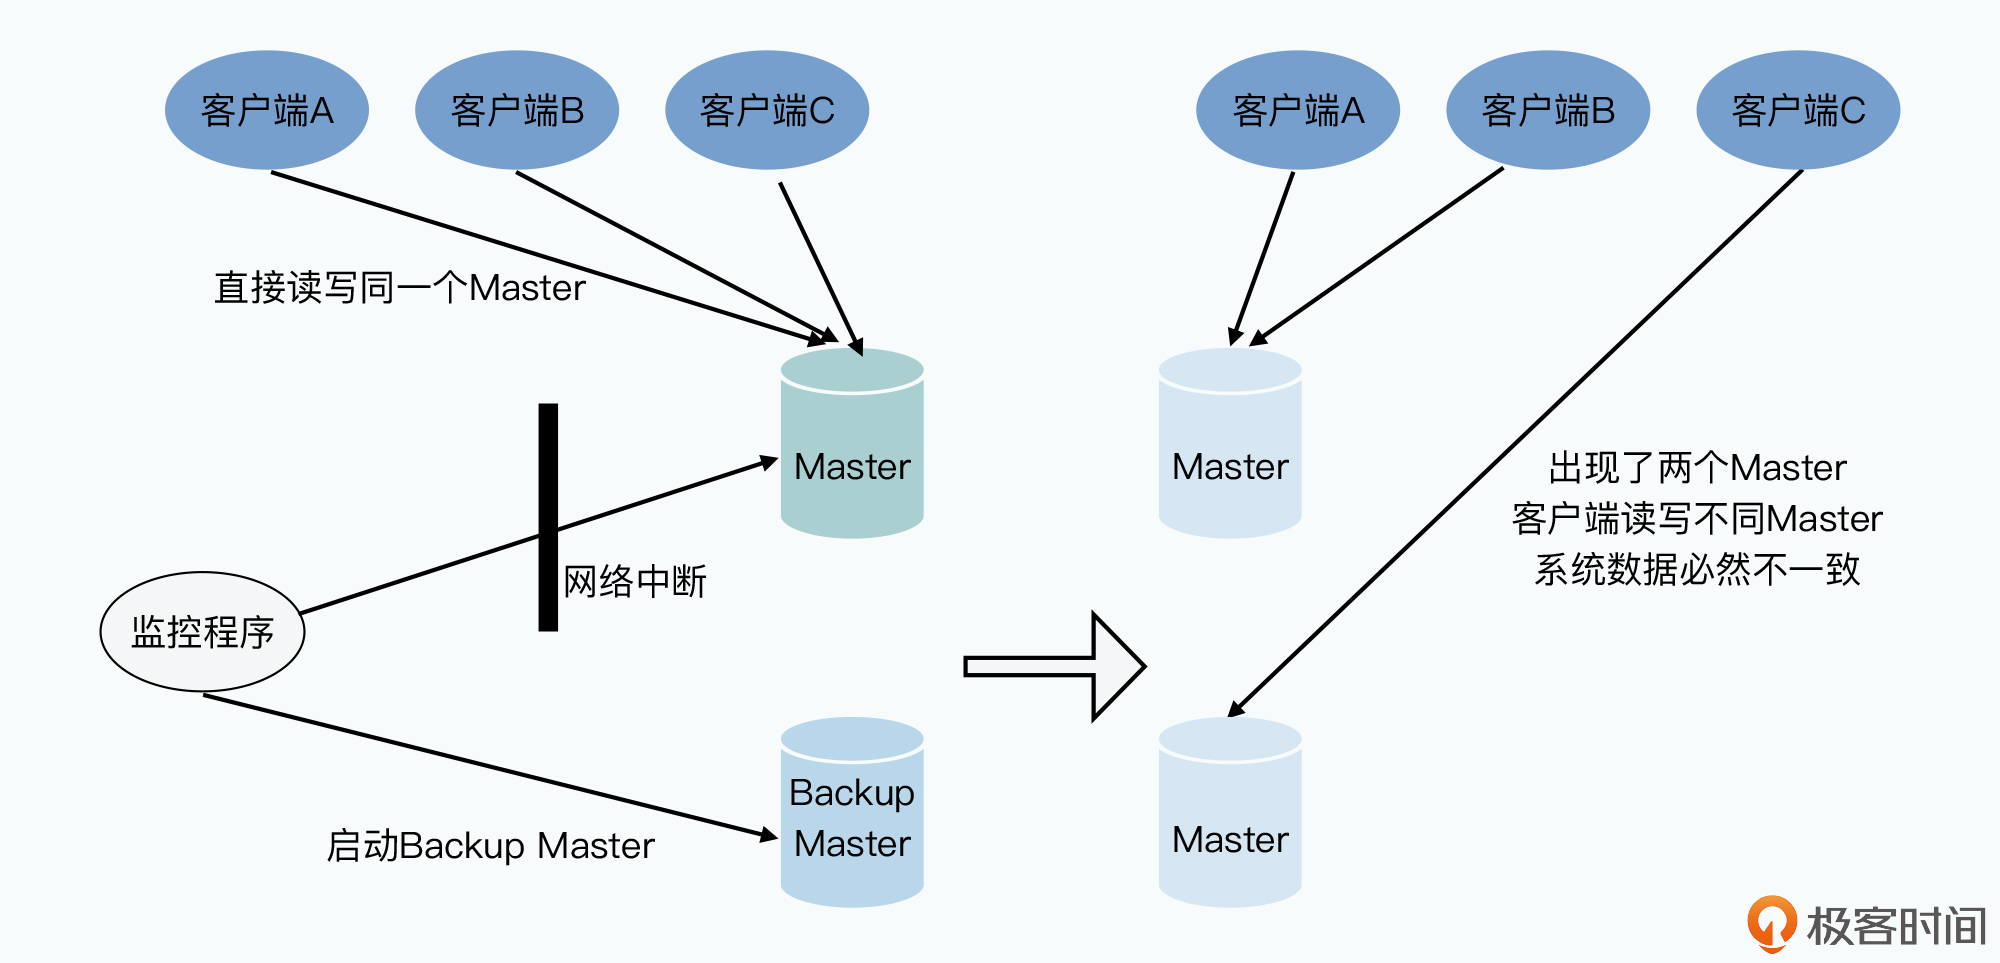 客户端A
客户端B
客户端C
直接读写同一个Master
Master
网络中断
监控程序
启动Backup Master
Backup
Master
客户端A
客户端B
客户端C
Master
出现了两个Master
客户端读写不同Master
系统数据必然不一致
Master
极客时间